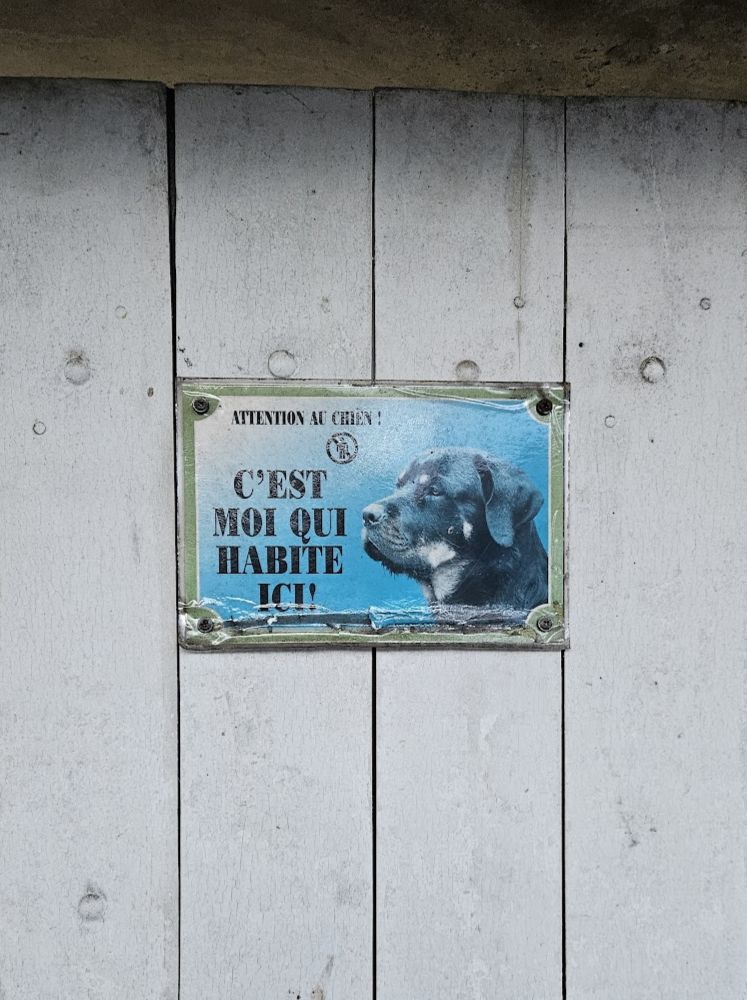 ATTENTION AU CHIEN !
C'EST
MOI QUI
HABITE
ICI!